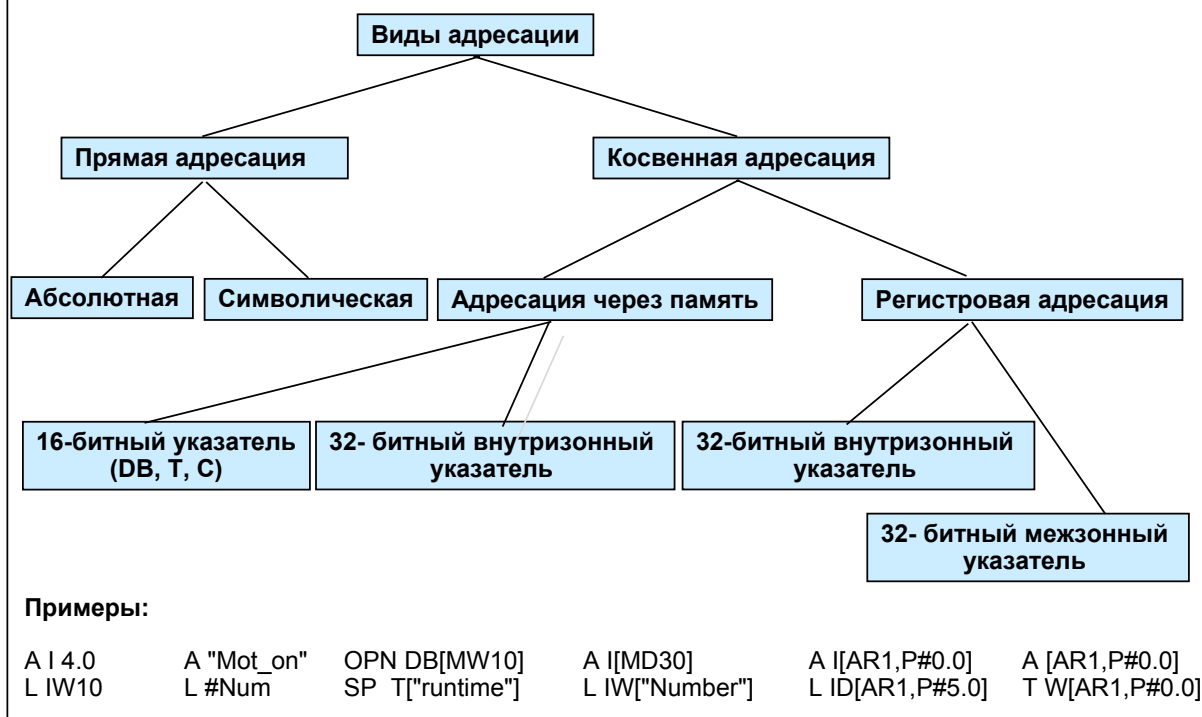 Виды адресации
Прямая адресация
Косвенная адресация
Абсолютная
Символическая
Адресация через память
Регистровая адресация
16-битный указатель
(DB, T, C)
32- битный внутризонный
указатель
32-битный внутризонный
указатель
32- битный межзонный
указатель
Примеры:
A I 4.0 A "Mot_on" OPN DB[MW10] A I[MD30] A I[AR1,P#0.0] A [AR1,P#0.0]
L IW10 L #Num SP T["runtime"] L IW["Number"] L ID[AR1,P#5.0] T W[AR1,P#0.0]